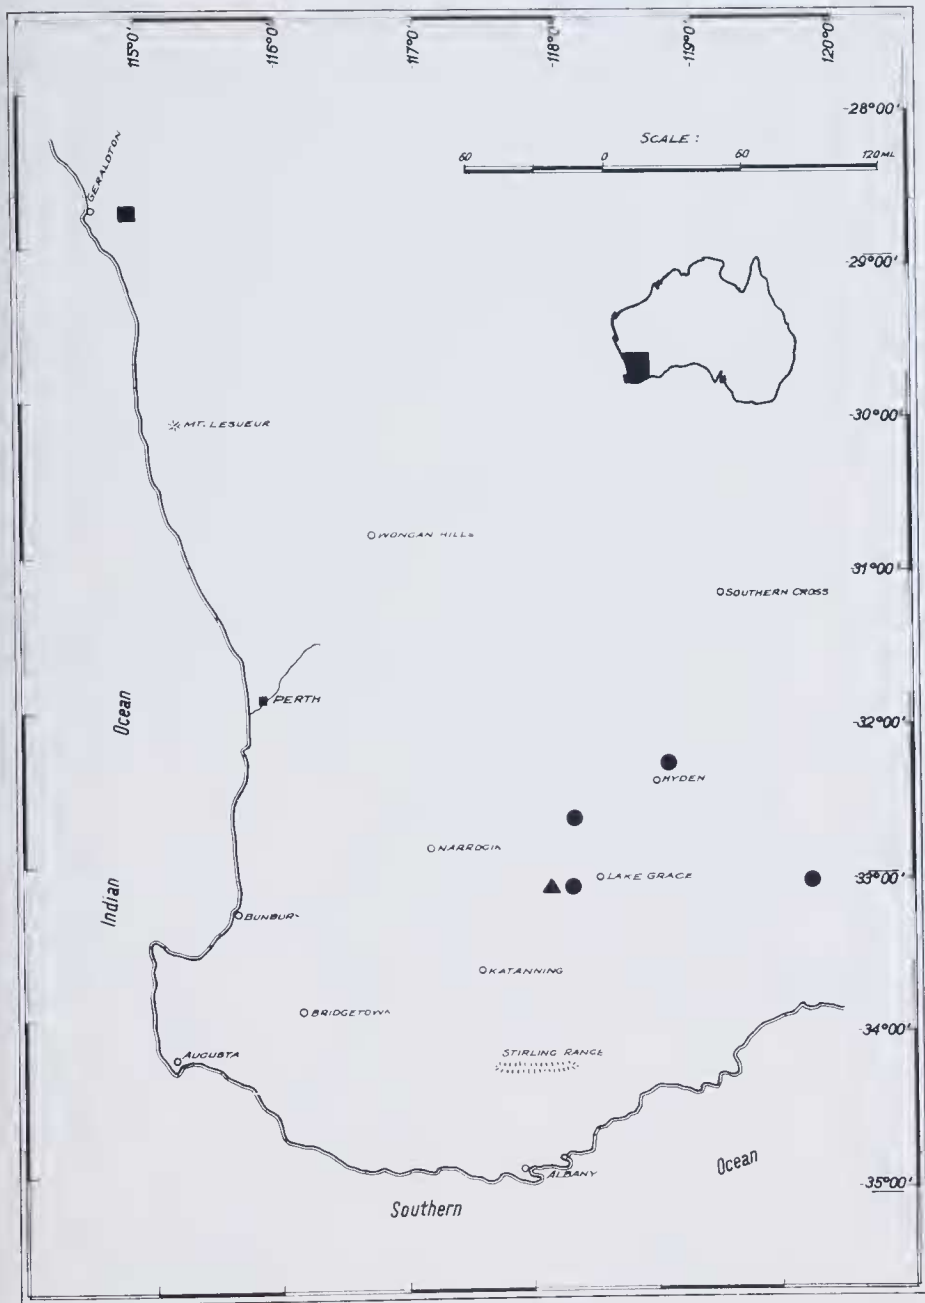 115°0'
116°0'
117°0'
118°0'
119°0'
120°0'
28°00'
SCALE :
60 0 60 120 ML
GERALDTON
29°00'
30°00'
MT. LESUEUR
WONGAN HILLS
31°00'
SOUTHERN CROSS
PERTH
Ocean
32°00'
HYDEN
NARROGIN
LAKE GRACE
33°00'
Indian
BUNBURY
KATANNING
BRIDGETOWN
34°00'
STIRLING RANGE
AUGUSTA
Ocean
ALBANY
35°00'
Southern